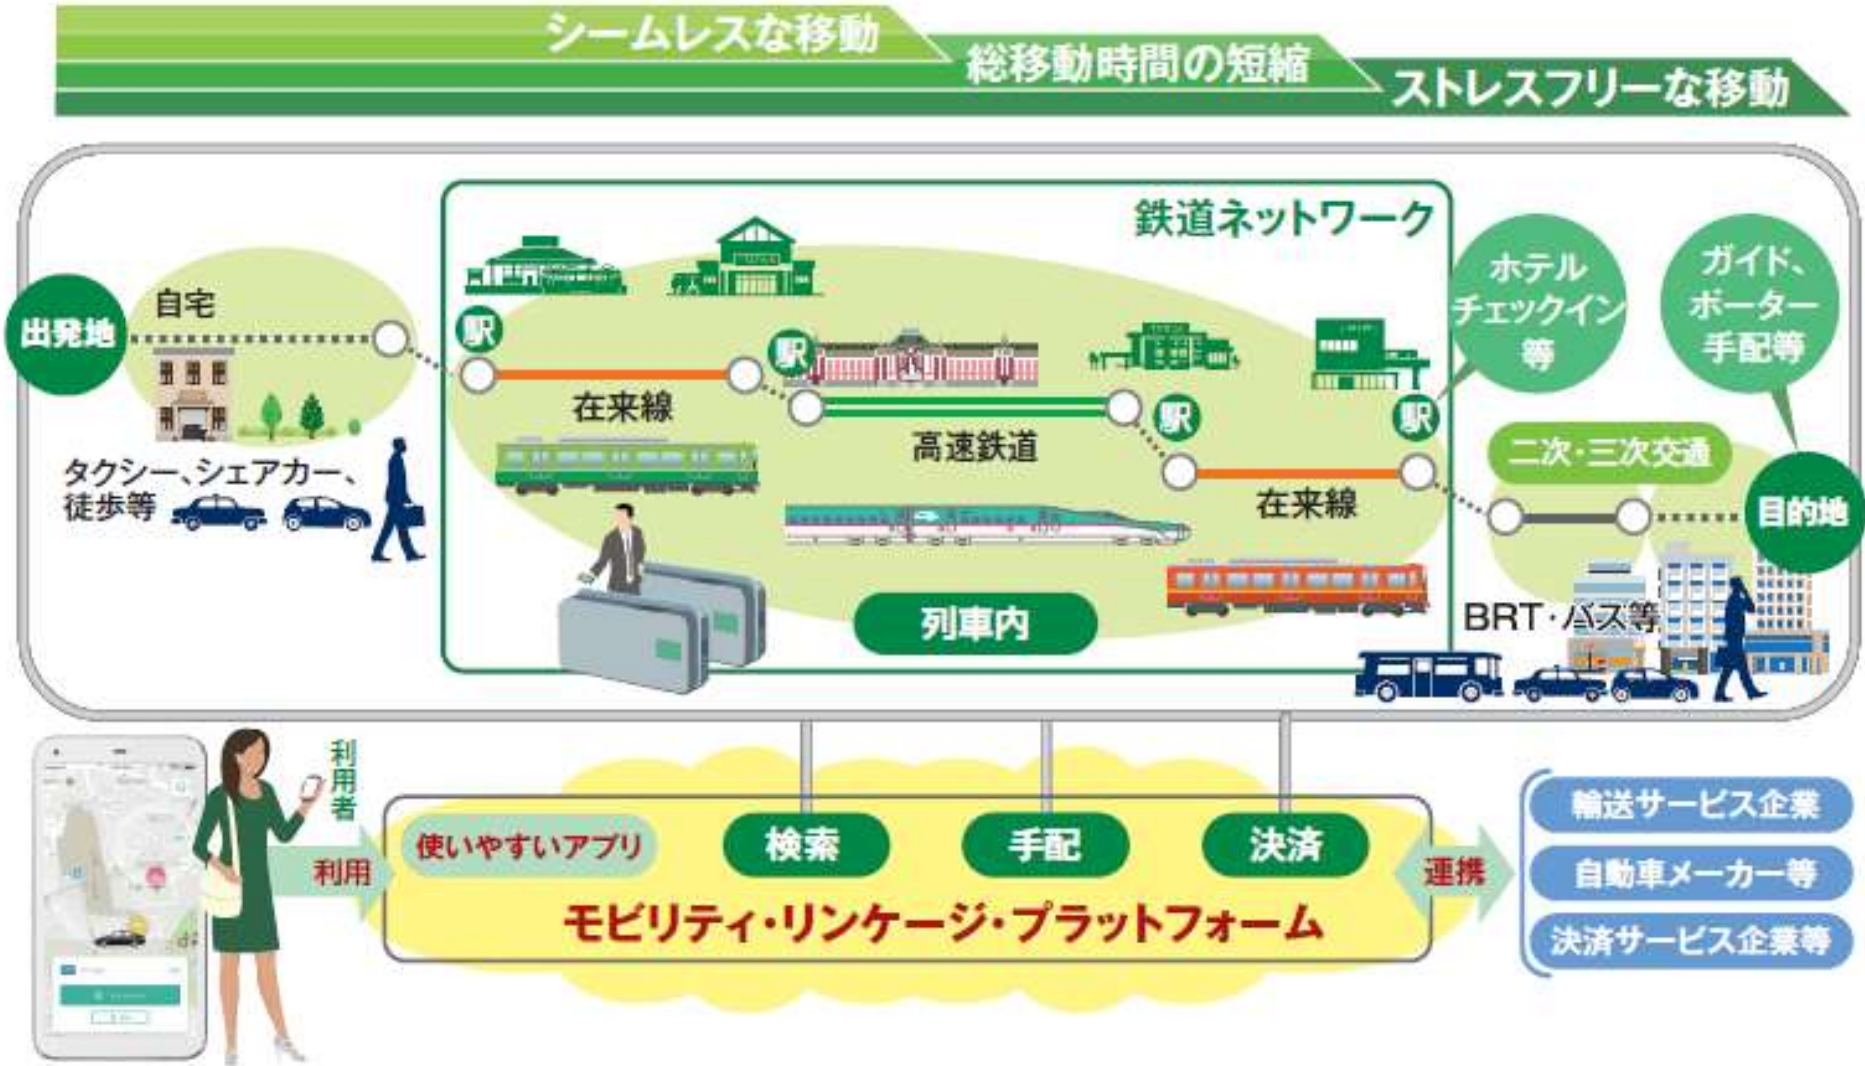 シームレスな移動
総移動時間の短縮
ストレスフリーな移動
鉄道ネットワーク
出発地
自宅
タクシー、シェアカー、
徒歩等
駅
在来線
駅
高速鉄道
駅
在来線
駅
列車内
ホテル
チェックイン
等
ガイド、
ポーター
手配等
二次・三次交通
目的地
BRT・バス等
利用者
利用
使いやすいアプリ
検索
手配
決済
モビリティ・リンケージ・プラットフォーム
連携
輸送サービス企業
自動車メーカー等
決済サービス企業等